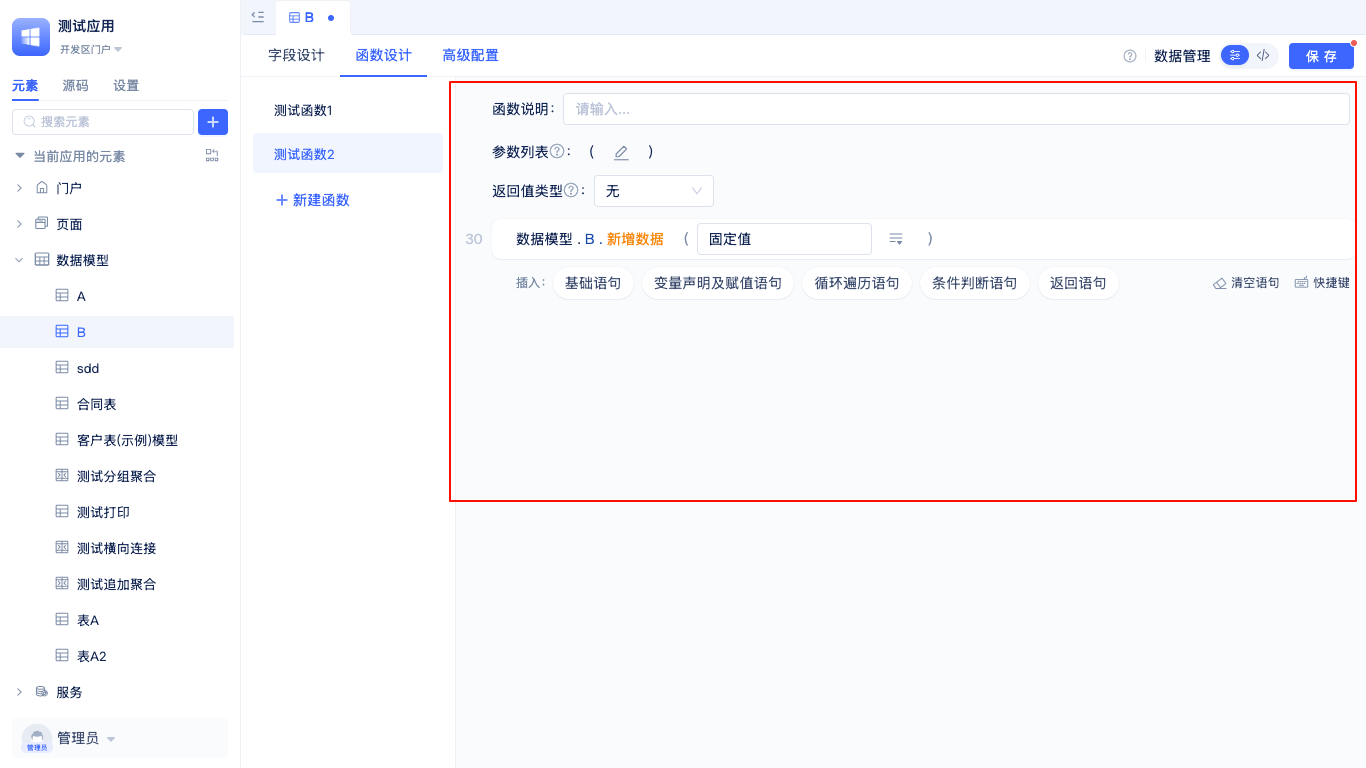 测试应用
开发区门户
元素 源码 设置
搜索元素
当前应用的元素
门户
页面
数据模型
A
B
sdd
合同表
客户表(示例)模型
测试分组聚合
测试打印
测试横向连接
测试追加聚合
表A
表A2
服务
管理员
管理员
B
字段设计 函数设计 高级配置
数据管理
保存
测试函数1
测试函数2
新建函数
函数说明: 请输入...
参数列表 : ( )
返回值类型 : 无
30 数据模型 . B . 新增数据 ( 固定值 )
插入: 基础语句 变量声明及赋值语句 循环遍历语句 条件判断语句 返回语句 清空语句 快捷键